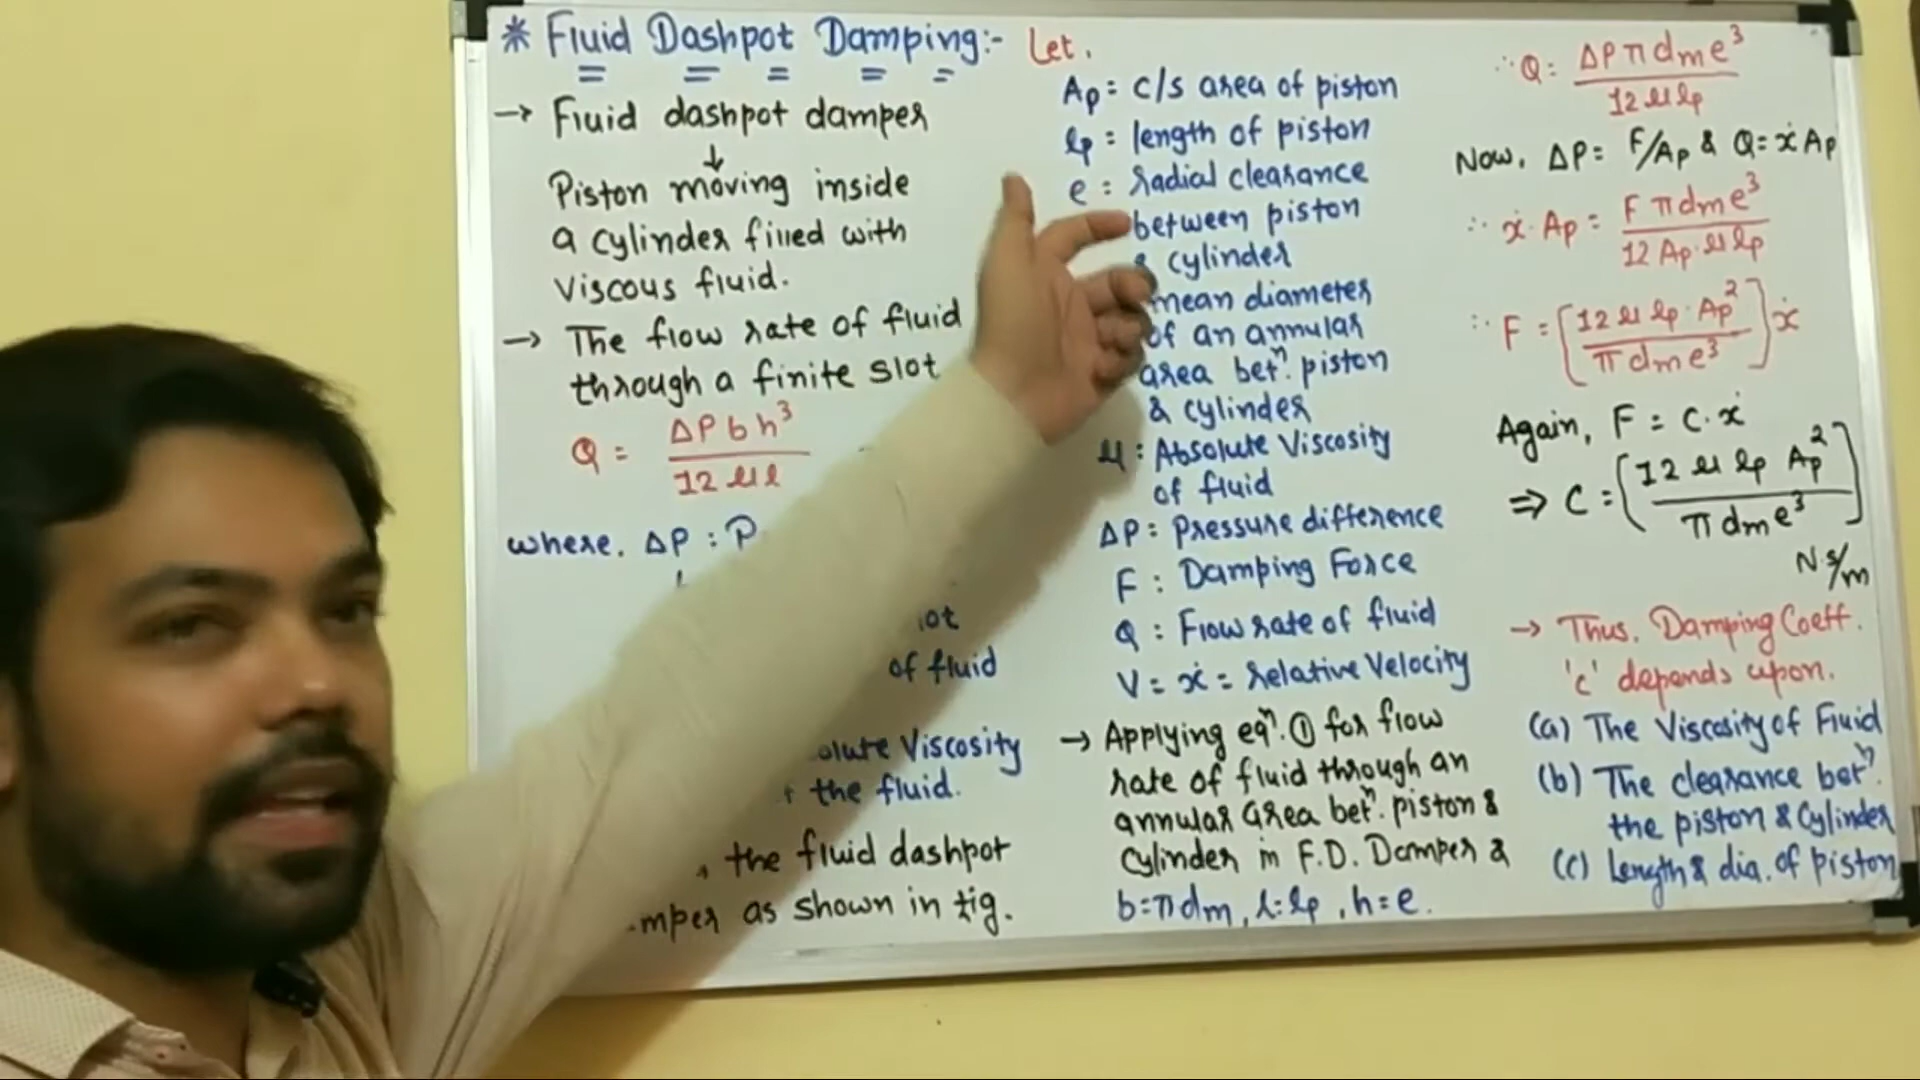 * Fluid Dashpot Damping:-
→ Fluid dashpot damper
↓
Piston moving inside
a cylinder filled with
viscous fluid.
→ The flow rate of fluid
through a finite slot
Q = ΔP b h³ / 12 μ l
where, ΔP :
of fluid
Viscosity
the fluid.
the fluid dashpot
as shown in fig.
Let,
Ap = c/s area of piston
lp = length of piston
e = radial clearance
between piston
cylinder
mean diameter
of an annular
area betⁿ. piston
& cylinder
μ : Absolute Viscosity
of fluid
ΔP : Pressure difference
F : Damping Force
Q : Flow rate of fluid
V = ẋ = relative Velocity
→ Applying eqⁿ. ① for flow
rate of fluid through an
annular area betⁿ. piston &
cylinder in F.D. Damper &
b=πdm, l=lp, h=e.
∴ Q = ΔP π dm e³ / 12 μ lp
Now, ΔP = F/Ap & Q = ẋ Ap
∴ ẋ · Ap = F π dm e³ / 12 Ap · μ lp
∴ F = [12 μ lp · Ap² / π dm e³] ẋ
Again, F = C · ẋ
⇒ C = [12 μ lp Ap² / π dm e³]
N·s/m
→ Thus, Damping Coeff.
'c' depends upon.
(a) The Viscosity of Fluid
(b) The clearance betⁿ.
the piston & Cylinder
(c) Length & dia. of piston